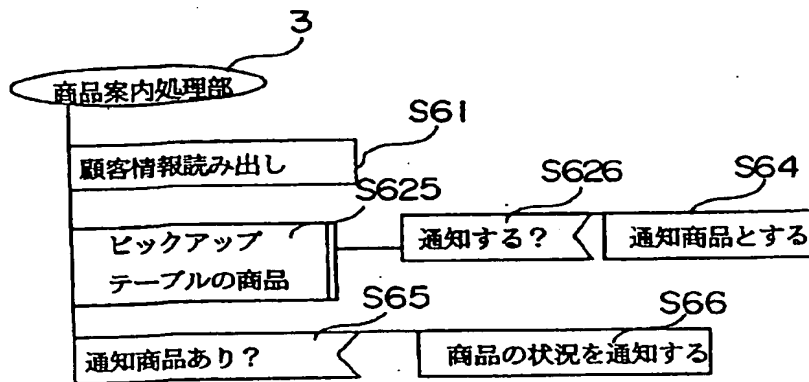 3
商品案内処理部
S61
顧客情報読み出し
S625
S626
S64
ピックアップ
テーブルの商品
通知する？
通知商品とする
S65
S66
通知商品あり？
商品の状況を通知する